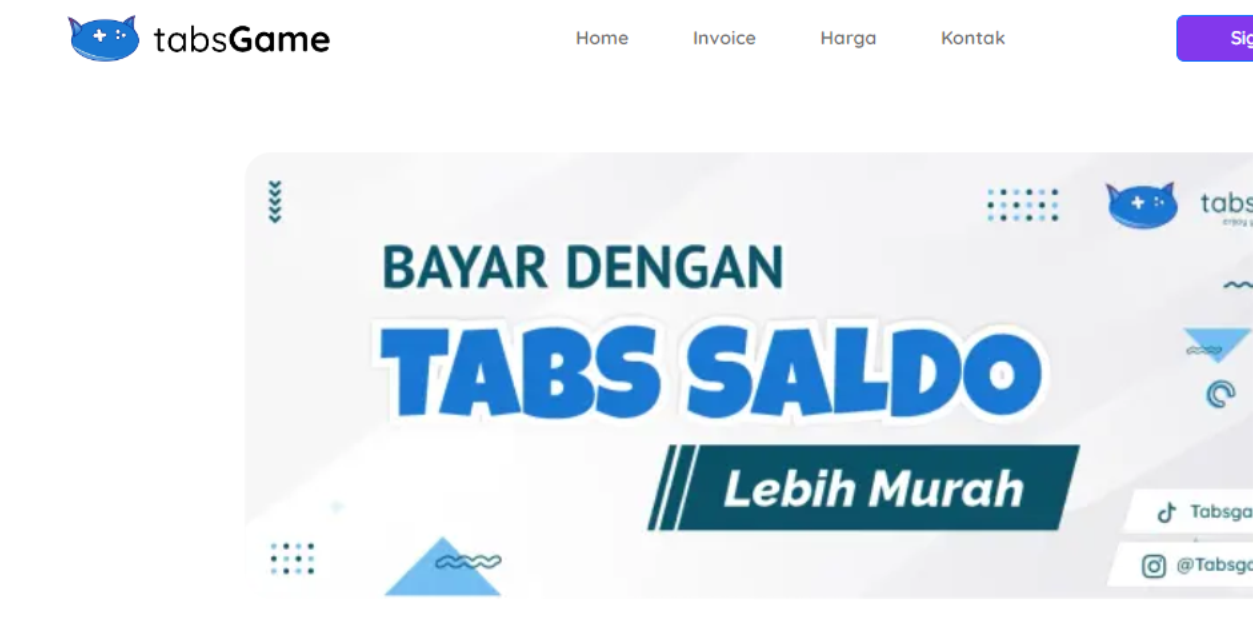 tabsGame
Home
Invoice
Harga
Kontak
Sig
BAYAR DENGAN
TABS SALDO
Lebih Murah
tabs
Tabsga
@Tabsga